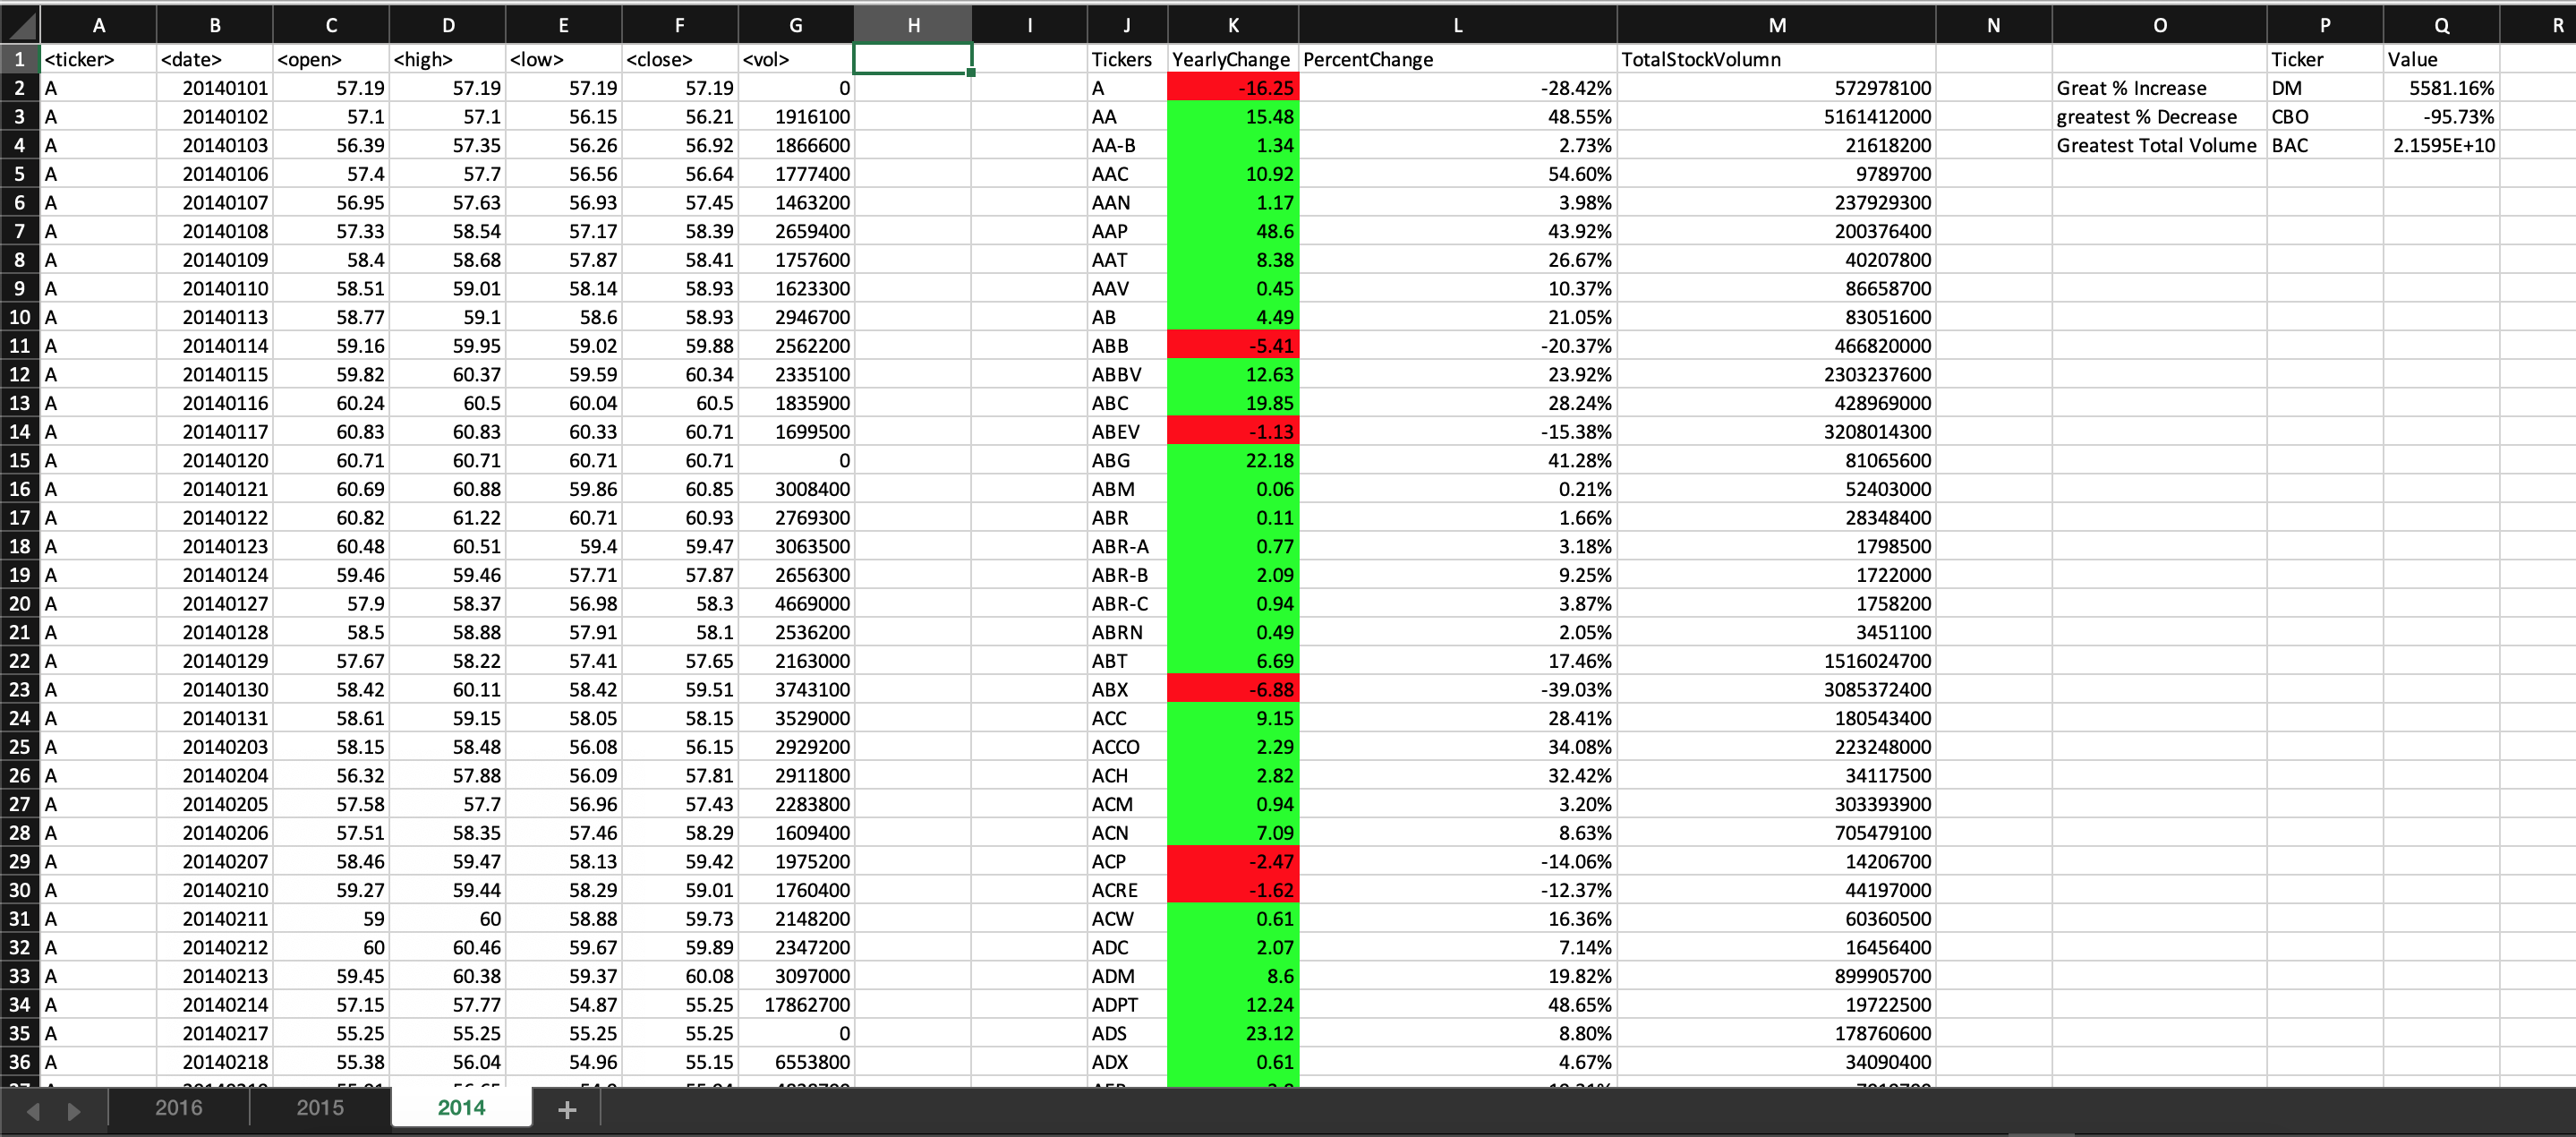 A B C D E F G H I J K L M N O P Q R
1 <ticker> <date> <open> <high> <low> <close> <vol> Tickers YearlyChange PercentChange TotalStockVolumn Ticker Value
2 A 20140101 57.19 57.19 57.19 57.19 0 A -16.25 -28.42% 572978100 Great % Increase DM 5581.16%
3 A 20140102 57.1 57.1 56.15 56.21 1916100 AA 15.48 48.55% 5161412000 greatest % Decrease CBO -95.73%
4 A 20140103 56.39 57.35 56.26 56.92 1866600 AA-B 1.34 2.73% 21618200 Greatest Total Volume BAC 2.1595E+10
5 A 20140106 57.4 57.7 56.56 56.64 1777400 AAC 10.92 54.60% 9789700
6 A 20140107 56.95 57.63 56.93 57.45 1463200 AAN 1.17 3.98% 237929300
7 A 20140108 57.33 58.54 57.17 58.39 2659400 AAP 48.6 43.92% 200376400
8 A 20140109 58.4 58.68 57.87 58.41 1757600 AAT 8.38 26.67% 40207800
9 A 20140110 58.51 59.01 58.14 58.93 1623300 AAV 0.45 10.37% 86658700
10 A 20140113 58.77 59.1 58.6 58.93 2946700 AB 4.49 21.05% 83051600
11 A 20140114 59.16 59.95 59.02 59.88 2562200 ABB -5.41 -20.37% 466820000
12 A 20140115 59.82 60.37 59.59 60.34 2335100 ABBV 12.63 23.92% 2303237600
13 A 20140116 60.24 60.5 60.04 60.5 1835900 ABC 19.85 28.24% 428969000
14 A 20140117 60.83 60.83 60.33 60.71 1699500 ABEV -1.13 -15.38% 3208014300
15 A 20140120 60.71 60.71 60.71 60.71 0 ABG 22.18 41.28% 81065600
16 A 20140121 60.69 60.88 59.86 60.85 3008400 ABM 0.06 0.21% 52403000
17 A 20140122 60.82 61.22 60.71 60.93 2769300 ABR 0.11 1.66% 28348400
18 A 20140123 60.48 60.51 59.4 59.47 3063500 ABR-A 0.77 3.18% 1798500
19 A 20140124 59.46 59.46 57.71 57.87 2656300 ABR-B 2.09 9.25% 1722000
20 A 20140127 57.9 58.37 56.98 58.3 4669000 ABR-C 0.94 3.87% 1758200
21 A 20140128 58.5 58.88 57.91 58.1 2536200 ABRN 0.49 2.05% 3451100
22 A 20140129 57.67 58.22 57.41 57.65 2163000 ABT 6.69 17.46% 1516024700
23 A 20140130 58.42 60.11 58.42 59.51 3743100 ABX -6.88 -39.03% 3085372400
24 A 20140131 58.61 59.15 58.05 58.15 3529000 ACC 9.15 28.41% 180543400
25 A 20140203 58.15 58.48 56.08 56.15 2929200 ACCO 2.29 34.08% 223248000
26 A 20140204 56.32 57.88 56.09 57.81 2911800 ACH 2.82 32.42% 34117500
27 A 20140205 57.58 57.7 56.96 57.43 2283800 ACM 0.94 3.20% 303393900
28 A 20140206 57.51 58.35 57.46 58.29 1609400 ACN 7.09 8.63% 705479100
29 A 20140207 58.46 59.47 58.13 59.42 1975200 ACP -2.47 -14.06% 14206700
30 A 20140210 59.27 59.44 58.29 59.01 1760400 ACRE -1.62 -12.37% 44197000
31 A 20140211 59 60 58.88 59.73 2148200 ACW 0.61 16.36% 60360500
32 A 20140212 60 60.46 59.67 59.89 2347200 ADC 2.07 7.14% 16456400
33 A 20140213 59.45 60.38 59.37 60.08 3097000 ADM 8.6 19.82% 899905700
34 A 20140214 57.15 57.77 54.87 55.25 17862700 ADPT 12.24 48.65% 19722500
35 A 20140217 55.25 55.25 55.25 55.25 0 ADS 23.12 8.80% 178760600
36 A 20140218 55.38 56.04 54.96 55.15 6553800 ADX 0.61 4.67% 34090400
2016 2015 2014 +